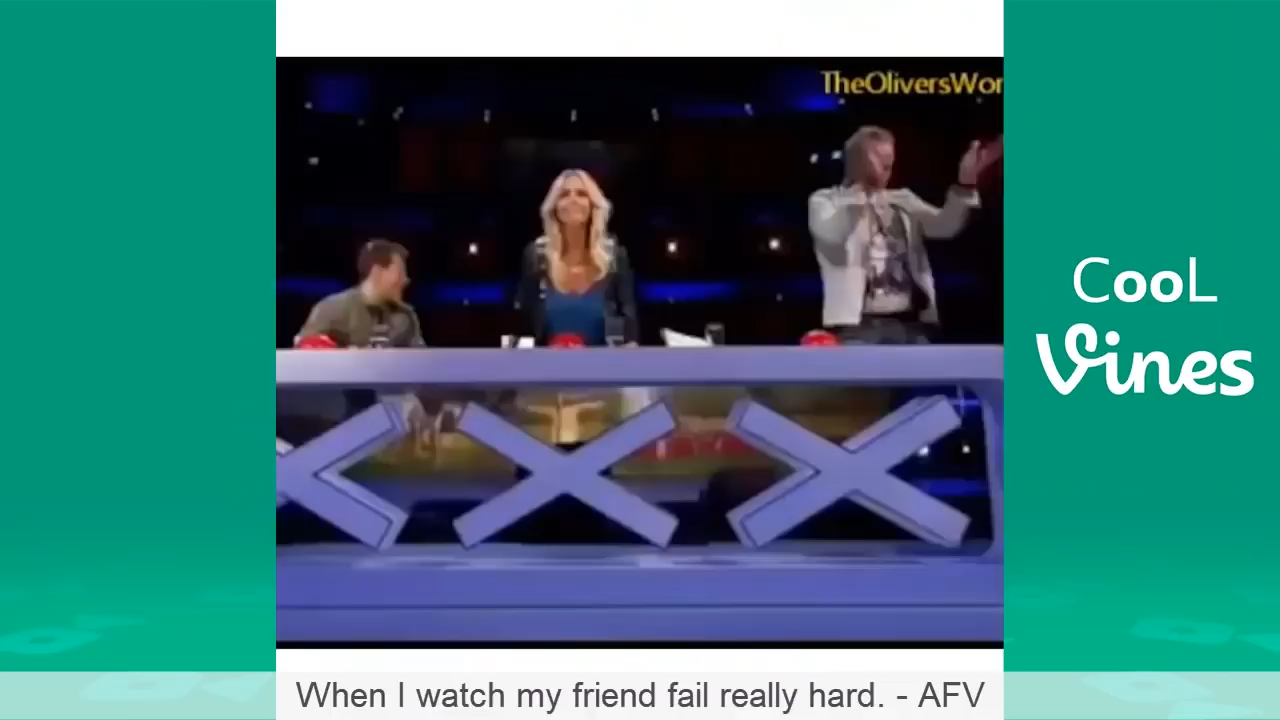 TheOliversWor
CooL
Vines
When I watch my friend fail really hard. - AFV